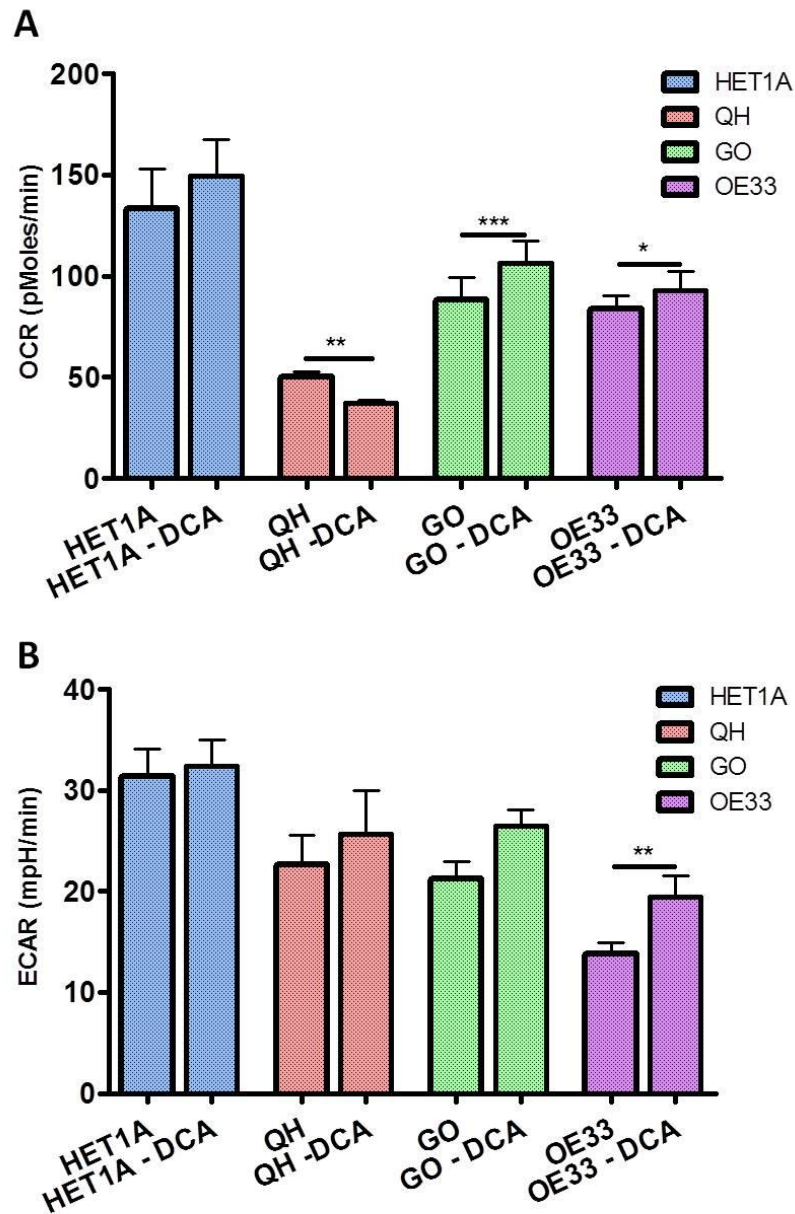 A
OCR (pMoles/min)
200
150
100
50
0
HET1A
QH
GO
OE33
**
***
*
HET1A
HET1A - DCA
QH
QH -DCA
GO
GO - DCA
OE33
OE33 - DCA
B
ECAR (mpH/min)
40
30
20
10
0
HET1A
QH
GO
OE33
**
HET1A
HET1A - DCA
QH
QH -DCA
GO
GO - DCA
OE33
OE33 - DCA